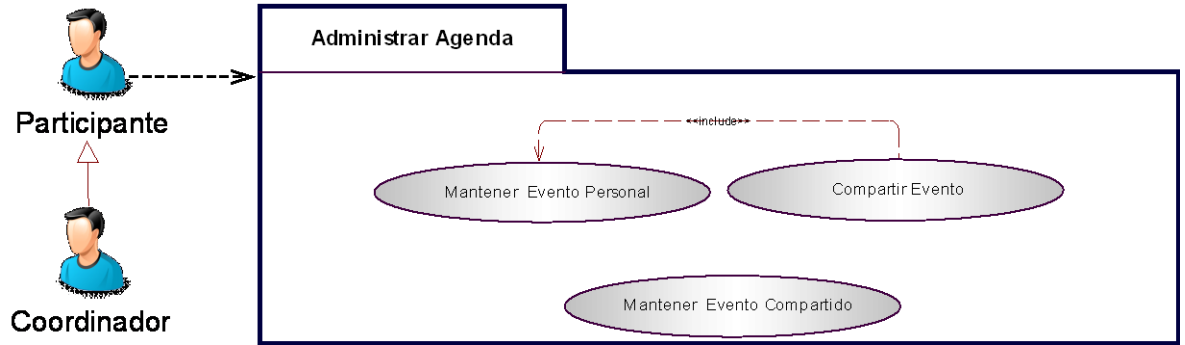 Administrar Agenda
Participante
<<include>>
Mantener Evento Personal
Compartir Evento
Mantener Evento Compartido
Coordinador